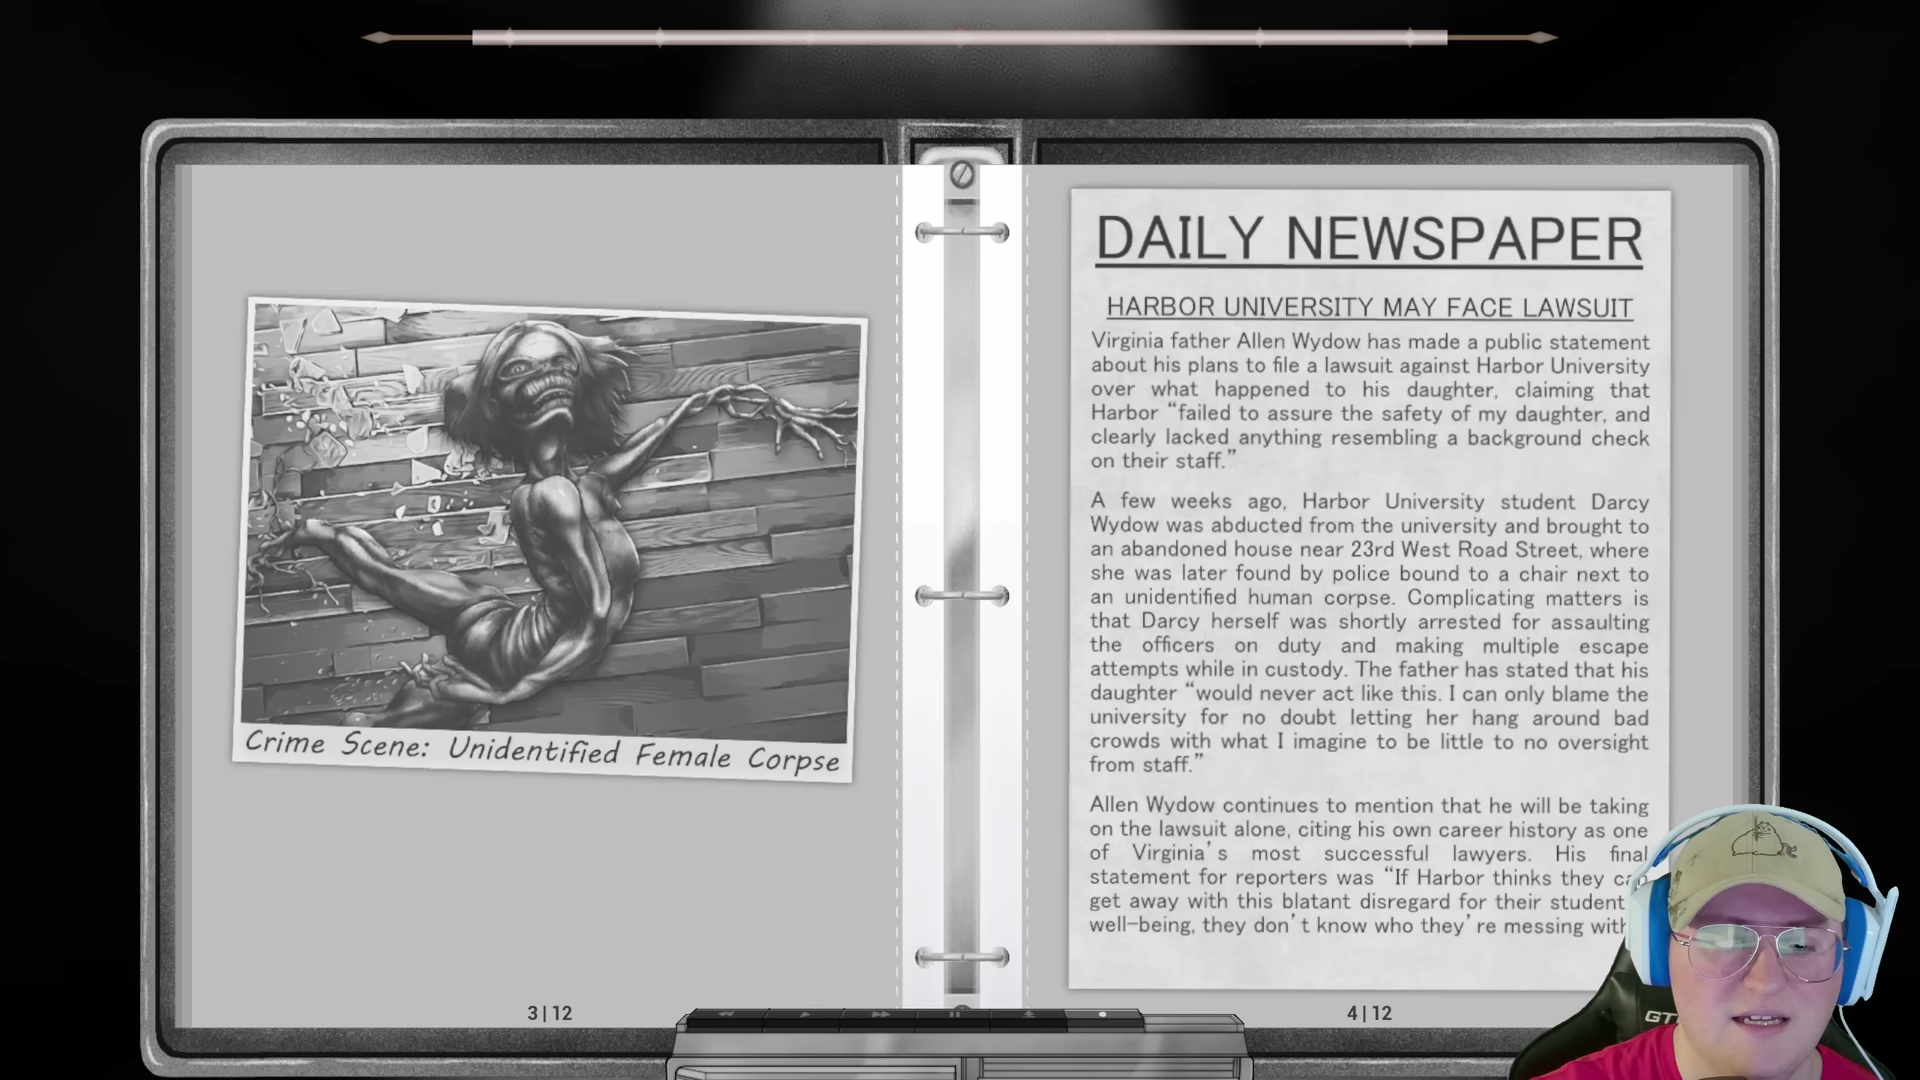 Crime Scene: Unidentified Female Corpse
3|12
DAILY NEWSPAPER
HARBOR UNIVERSITY MAY FACE LAWSUIT
Virginia father Allen Wydow has made a public statement
about his plans to file a lawsuit against Harbor University
over what happened to his daughter, claiming that
Harbor “failed to assure the safety of my daughter, and
clearly lacked anything resembling a background check
on their staff.”
A few weeks ago, Harbor University student Darcy
Wydow was abducted from the university and brought to
an abandoned house near 23rd West Road Street, where
she was later found by police bound to a chair next to
an unidentified human corpse. Complicating matters is
that Darcy herself was shortly arrested for assaulting
the officers on duty and making multiple escape
attempts while in custody. The father has stated that his
daughter “would never act like this. I can only blame the
university for no doubt letting her hang around bad
crowds with what I imagine to be little to no oversight
from staff.”
Allen Wydow continues to mention that he will be taking
on the lawsuit alone, citing his own career history as one
of Virginia's most successful lawyers. His final
statement for reporters was “If Harbor thinks they
get away with this blatant disregard for their student
well-being, they don't know who they're messing with
4|12